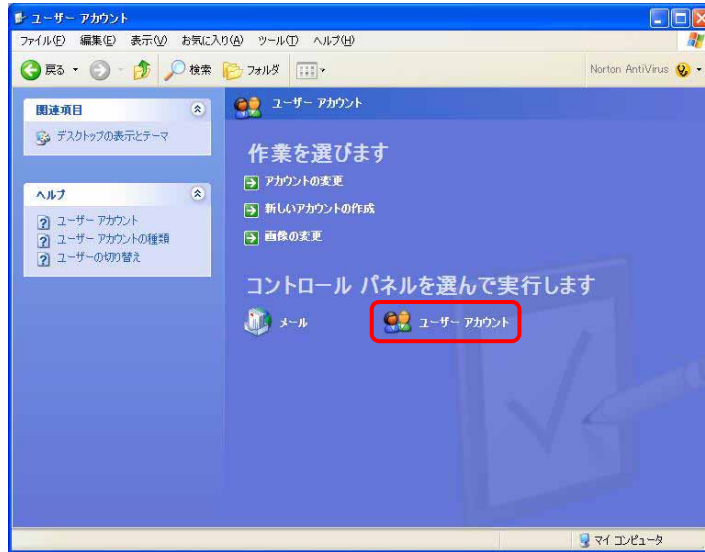 ユーザー アカウント
ファイル(F) 編集(E) 表示(V) お気に入り(A) ツール(T) ヘルプ(H)
戻る 検索 フォルダ Norton AntiVirus
関連項目
デスクトップの表示とテーマ
ヘルプ
ユーザー アカウント
ユーザー アカウントの種類
ユーザーの切り替え
ユーザー アカウント
作業を選びます
アカウントの変更
新しいアカウントの作成
画像の変更
コントロール パネルを選んで実行します
メール ユーザー アカウント
マイ コンピュータ